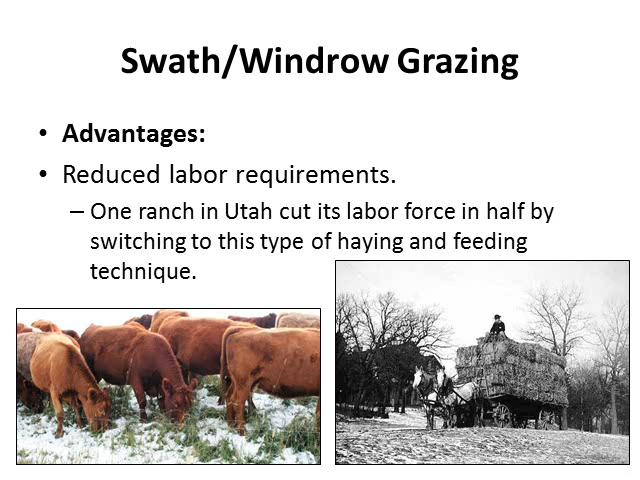 Swath/Windrow Grazing
• Advantages:
• Reduced labor requirements.
– One ranch in Utah cut its labor force in half by
switching to this type of haying and feeding
technique.